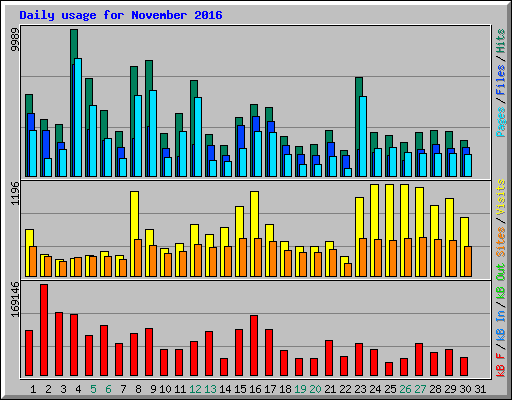 Daily usage for November 2016
9989
Pages / Files / Hits
1196
Sites / Visits
169146
kB F / kB In / kB Out
1 2 3 4 5 6 7 8 9 10 11 12 13 14 15 16 17 18 19 20 21 22 23 24 25 26 27 28 29 30 31